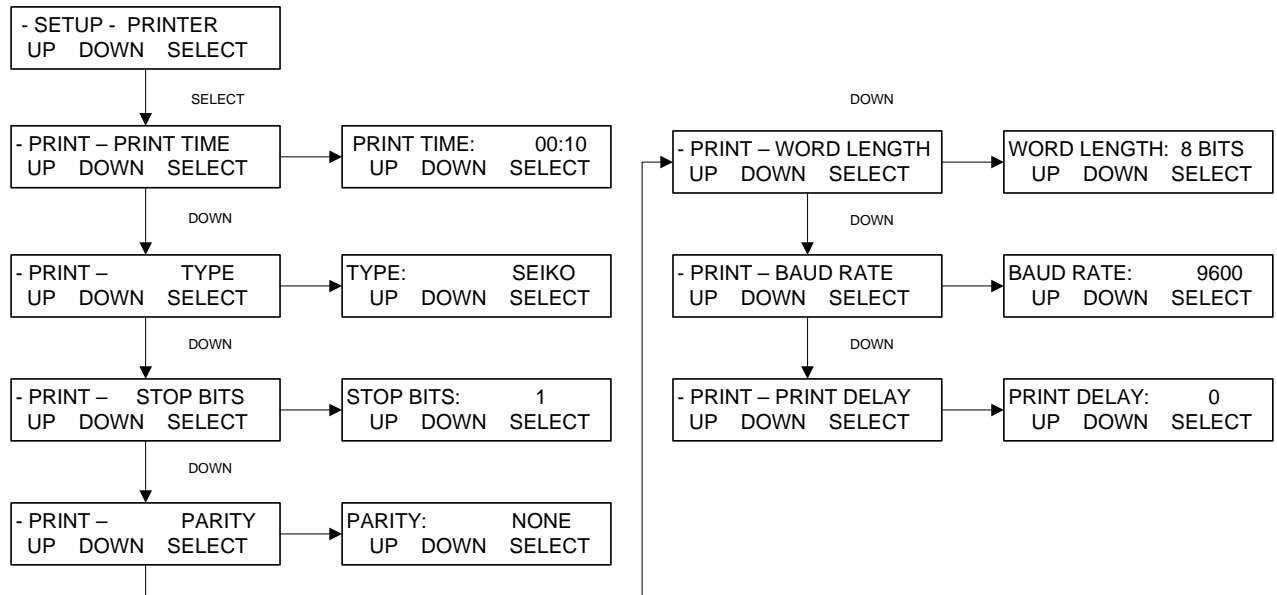 - SETUP - PRINTER
UP DOWN SELECT
SELECT
- PRINT – PRINT TIME
UP DOWN SELECT
PRINT TIME: 00:10
UP DOWN SELECT
DOWN
- PRINT – TYPE
UP DOWN SELECT
TYPE: SEIKO
UP DOWN SELECT
DOWN
- PRINT – STOP BITS
UP DOWN SELECT
STOP BITS: 1
UP DOWN SELECT
DOWN
- PRINT – PARITY
UP DOWN SELECT
PARITY: NONE
UP DOWN SELECT
DOWN
- PRINT – WORD LENGTH
UP DOWN SELECT
WORD LENGTH: 8 BITS
UP DOWN SELECT
DOWN
- PRINT – BAUD RATE
UP DOWN SELECT
BAUD RATE: 9600
UP DOWN SELECT
DOWN
- PRINT – PRINT DELAY
UP DOWN SELECT
PRINT DELAY: 0
UP DOWN SELECT